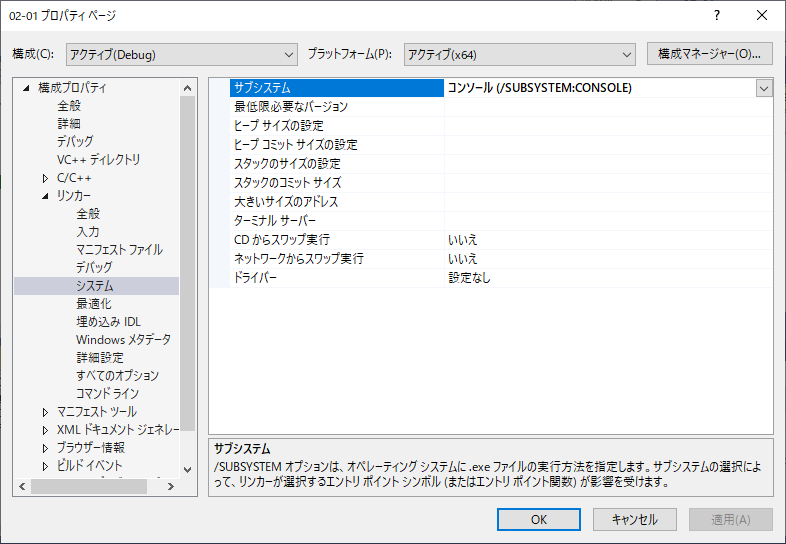 02-01 プロパティ ページ
構成(C): アクティブ(Debug) プラットフォーム(P): アクティブ(x64) 構成マネージャー(O)...
構成プロパティ
全般
詳細
デバッグ
VC++ ディレクトリ
C/C++
リンカー
全般
入力
マニフェスト ファイル
デバッグ
システム
最適化
埋め込み IDL
Windows メタデータ
詳細設定
すべてのオプション
コマンド ライン
マニフェスト ツール
XML ドキュメント ジェネレー
ブラウザー情報
ビルド イベント
サブシステム コンソール (/SUBSYSTEM:CONSOLE)
最低限必要なバージョン
ヒープ サイズの設定
ヒープ コミット サイズの設定
スタックのサイズの設定
スタックのコミット サイズ
大きいサイズのアドレス
ターミナル サーバー
CD からスワップ実行 いいえ
ネットワークからスワップ実行 いいえ
ドライバー 設定なし
サブシステム
/SUBSYSTEM オプションは、オペレーティング システムに .exe ファイルの実行方法を指定します。サブシステムの選択によ
って、リンカーが選択するエントリ ポイント シンボル (またはエントリ ポイント関数) が影響を受けます。
OK キャンセル 適用(A)